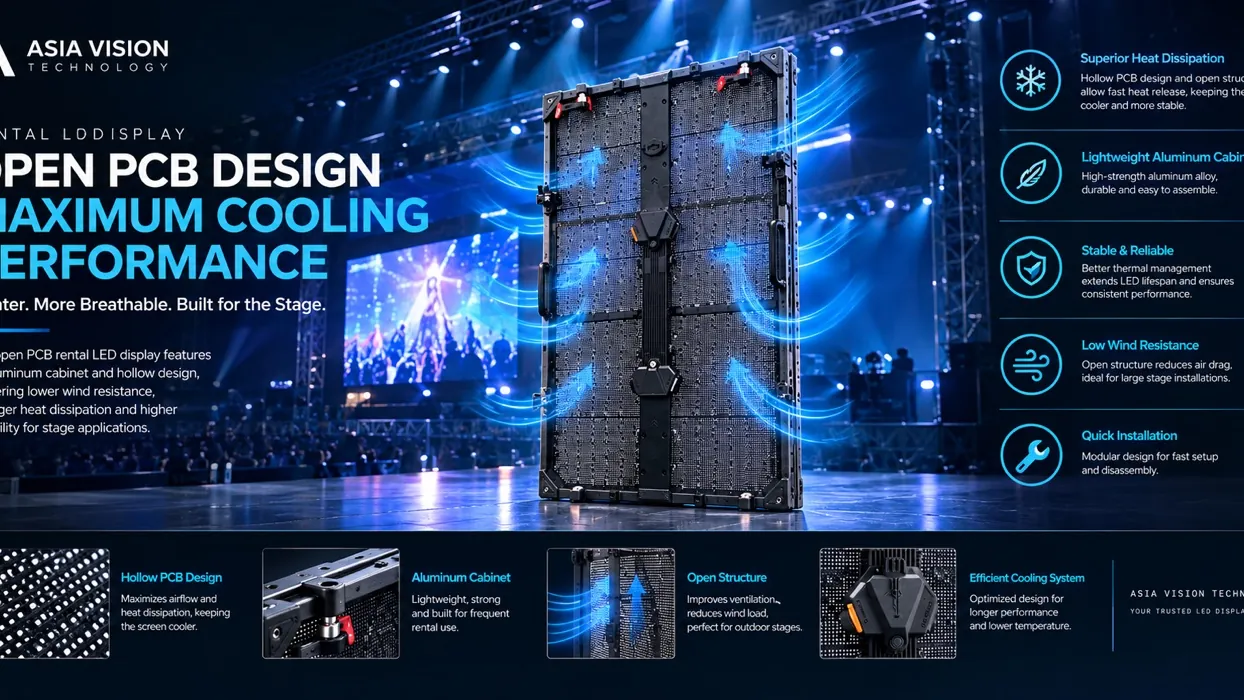 ASIA VISION
TECHNOLOGY
ENTAL LDDISPLAY
OPEN PCB DESIGN
MAXIMUM COOLING
ERFORMANCE
hter. More Breathable. Built for the Stage.
open PCB rental LED display features
uminum cabinet and hollow design,
ering lower wind resistance,
ger heat dissipation and higher
ility for stage applications.
Superior Heat Dissipation
Hollow PCB design and open struc
allow fast heat release, keeping the
cooler and more stable.
Lightweight Aluminum Cabin
High-strength aluminum alloy,
durable and easy to assemble.
Stable & Reliable
Better thermal management
extends LED lifespan and ensures
consistent performance.
Low Wind Resistance
Open structure reduces air drag,
ideal for large stage installations.
Quick Installation
Modular design for fast setup
and disassembly.
Hollow PCB Design
Maximizes airflow and
heat dissipation, keeping
the screen cooler.
Aluminum Cabinet
Lightweight, strong
and built for frequent
rental use.
Open Structure
Improves ventilation,
reduces wind load,
perfect for outdoor stages.
Efficient Cooling System
Optimized design for
longer performance
and lower temperature.
ASIA VISION TECHN
YOUR TRUSTED LED DISPLA